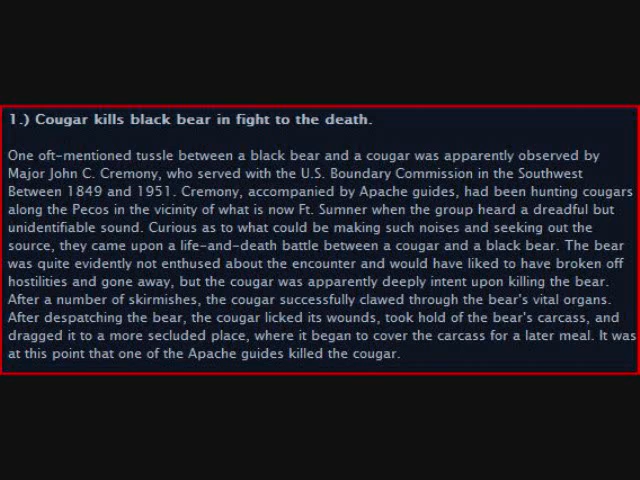 1.) Cougar kills black bear in fight to the death.
One oft-mentioned tussle between a black bear and a cougar was apparently observed by
Major John C. Cremony, who served with the U.S. Boundary Commission in the Southwest
Between 1849 and 1951. Cremony, accompanied by Apache guides, had been hunting cougars
along the Pecos in the vicinity of what is now Ft. Sumner when the group heard a dreadful but
unidentifiable sound. Curious as to what could be making such noises and seeking out the
source, they came upon a life-and-death battle between a cougar and a black bear. The bear
was quite evidently not enthused about the encounter and would have liked to have broken off
hostilities and gone away, but the cougar was apparently deeply intent upon killing the bear.
After a number of skirmishes, the cougar successfully clawed through the bear's vital organs.
After despatching the bear, the cougar licked its wounds, took hold of the bear's carcass, and
dragged it to a more secluded place, where it began to cover the carcass for a later meal. It was
at this point that one of the Apache guides killed the cougar.